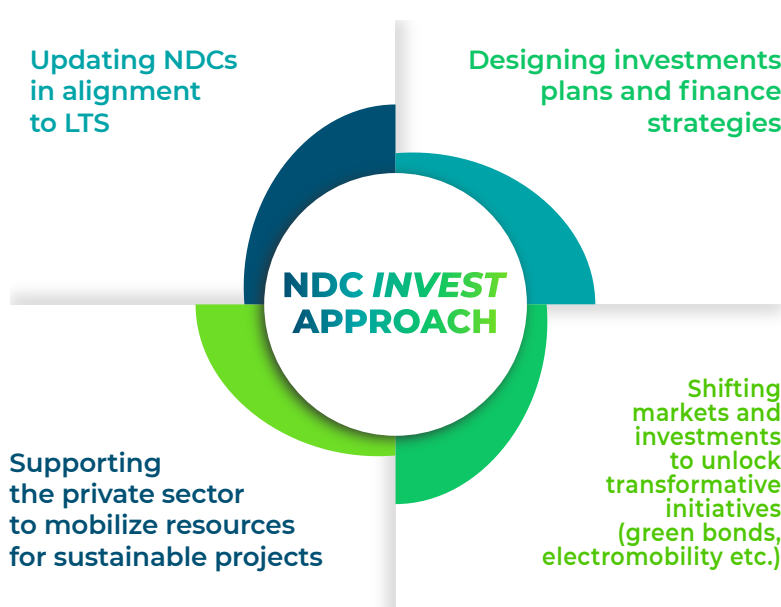 Updating NDCs
in alignment
to LTS
Designing investments
plans and finance
strategies
NDC INVEST
APPROACH
Supporting
the private sector
to mobilize resources
for sustainable projects
Shifting
markets and
investments
to unlock
transformative
initiatives
(green bonds,
electromobility etc.)